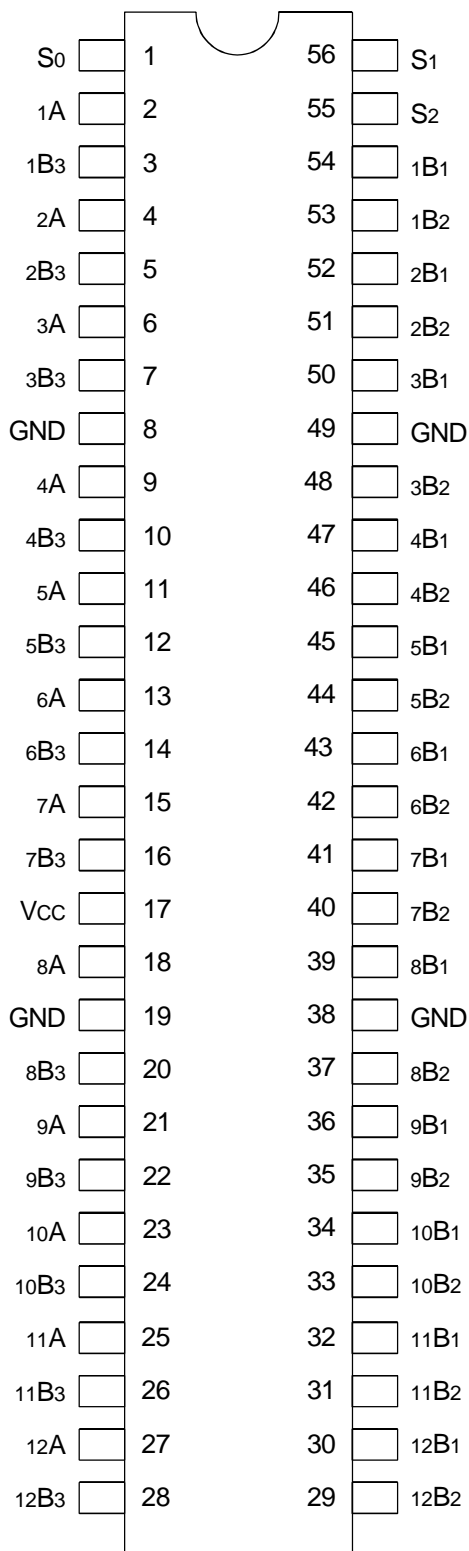 S0 1 56 S1
1A 2 55 S2
1B3 3 54 1B1
2A 4 53 1B2
2B3 5 52 2B1
3A 6 51 2B2
3B3 7 50 3B1
GND 8 49 GND
4A 9 48 3B2
4B3 10 47 4B1
5A 11 46 4B2
5B3 12 45 5B1
6A 13 44 5B2
6B3 14 43 6B1
7A 15 42 6B2
7B3 16 41 7B1
VCC 17 40 7B2
8A 18 39 8B1
GND 19 38 GND
8B3 20 37 8B2
9A 21 36 9B1
9B3 22 35 9B2
10A 23 34 10B1
10B3 24 33 10B2
11A 25 32 11B1
11B3 26 31 11B2
12A 27 30 12B1
12B3 28 29 12B2